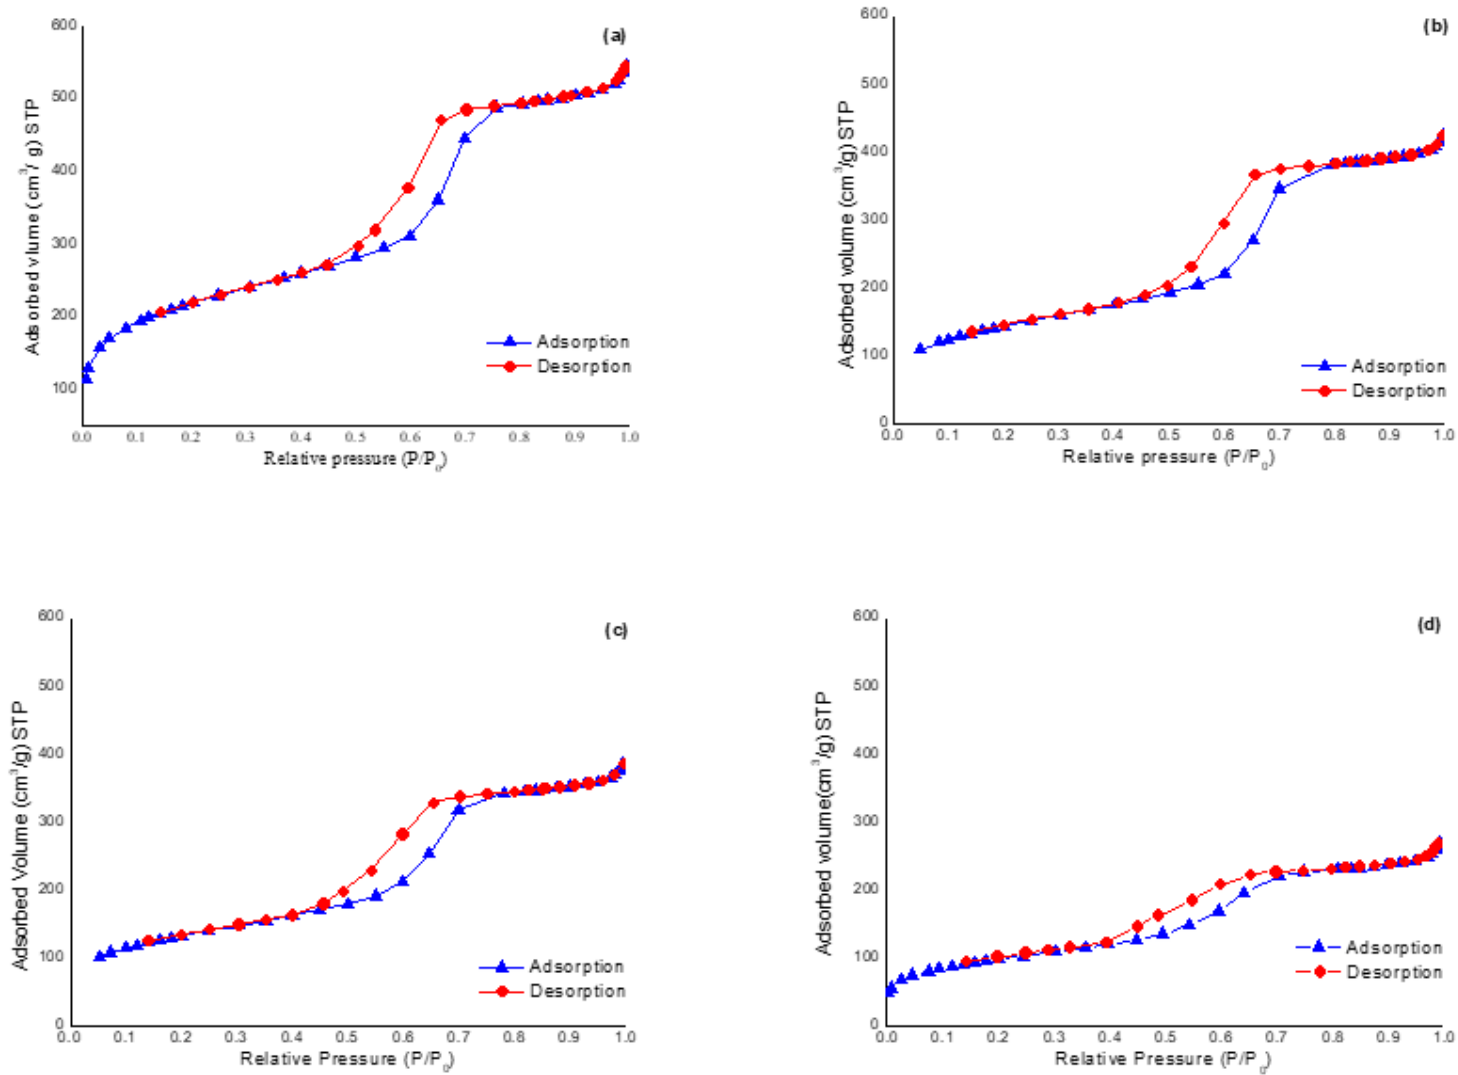 (a)
600
500
400
300
200
100
Adsorbed vlume ( cm³/ g) STP
0.0 0.1 0.2 0.3 0.4 0.5 0.6 0.7 0.8 0.9 1.0
Relative pressure (P/P₀)
Adsorption
Desorption
(b)
600
500
400
300
200
100
0
Adsorbed volume (cm³/g) STP
0.0 0.1 0.2 0.3 0.4 0.5 0.6 0.7 0.8 0.9 1.0
Relative pressure (P/P₀)
Adsorption
Desorption
(c)
600
500
400
300
200
100
0
Adsorbed Volume (cm³/g) STP
0.0 0.1 0.2 0.3 0.4 0.5 0.6 0.7 0.8 0.9 1.0
Relative Pressure (P/P₀)
Adsorption
Desorption
(d)
600
500
400
300
200
100
0
Adsorbed volume(cm³/g) STP
0.0 0.1 0.2 0.3 0.4 0.5 0.6 0.7 0.8 0.9 1.0
Relative Pressure (P/P₀)
Adsorption
Desorption